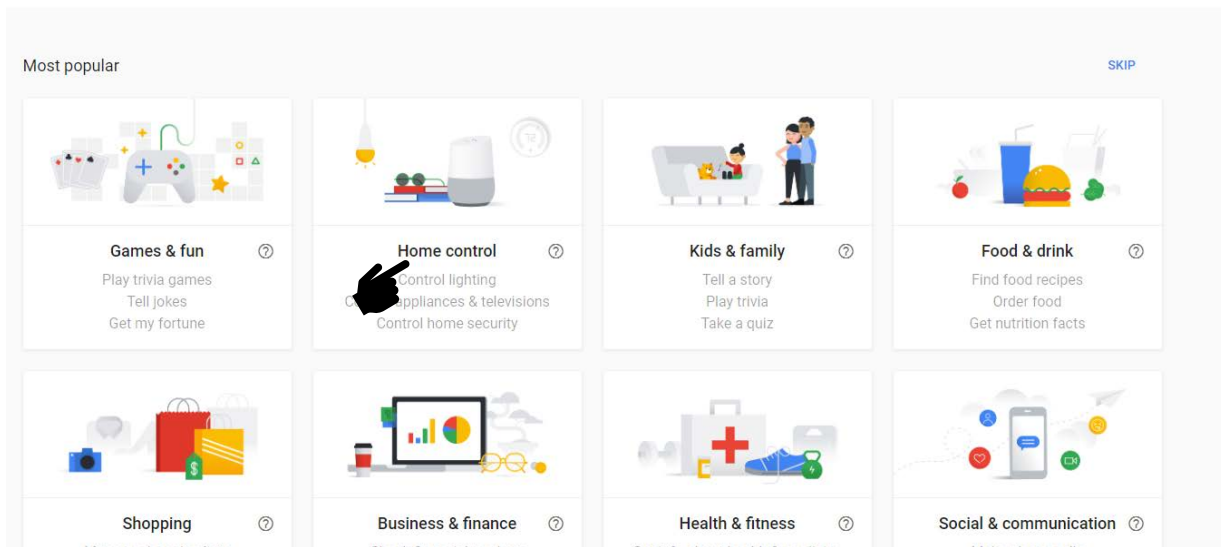 Most popular
SKIP
Games & fun
Play trivia games
Tell jokes
Get my fortune
Home control
Control lighting
appliances & televisions
Control home security
Kids & family
Tell a story
Play trivia
Take a quiz
Food & drink
Find food recipes
Order food
Get nutrition facts
Shopping
Business & finance
Health & fitness
Social & communication